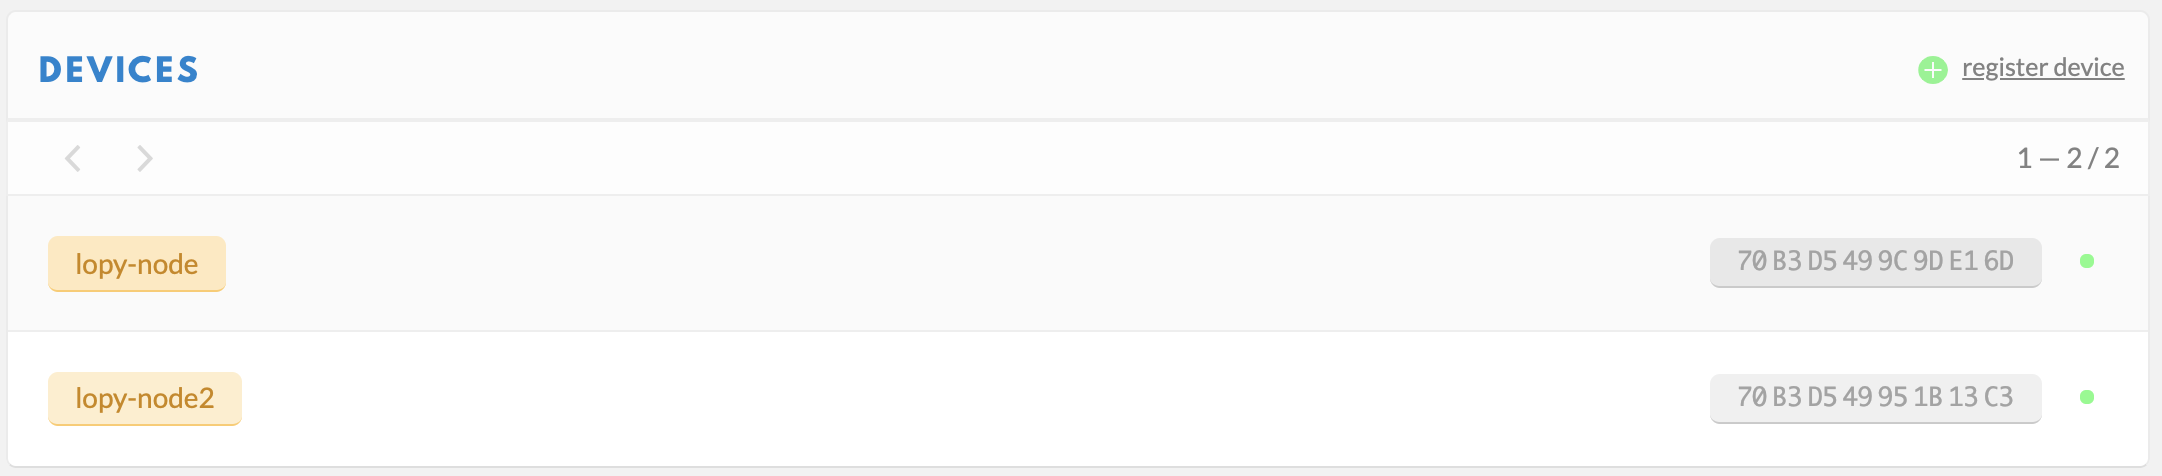 DEVICES
register device
1 — 2 / 2
lopy-node
70 B3 D5 49 9C 9D E1 6D
lopy-node2
70 B3 D5 49 95 1B 13 C3